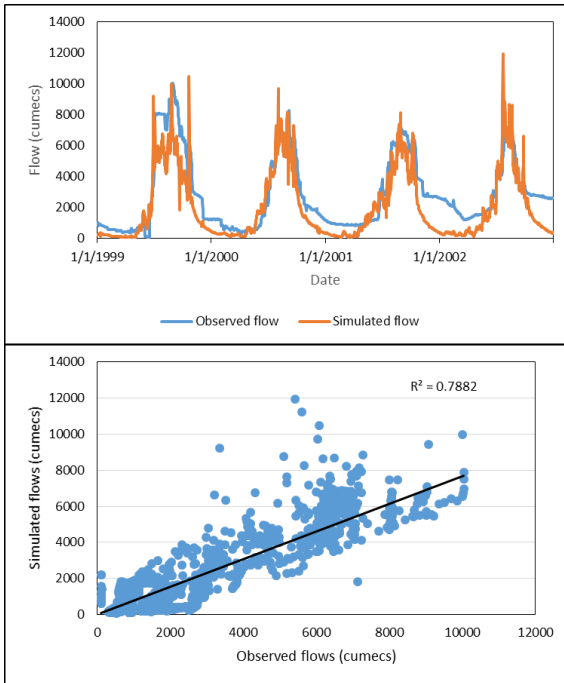 14000
12000
10000
8000
6000
4000
2000
0
Flow (cumecs)
1/1/1999 1/1/2000 1/1/2001 1/1/2002
Date
Observed flow Simulated flow
14000
12000
10000
8000
6000
4000
2000
0
Simulated flows (cumecs)
R² = 0.7882
0 2000 4000 6000 8000 10000 12000
Observed flows (cumecs)